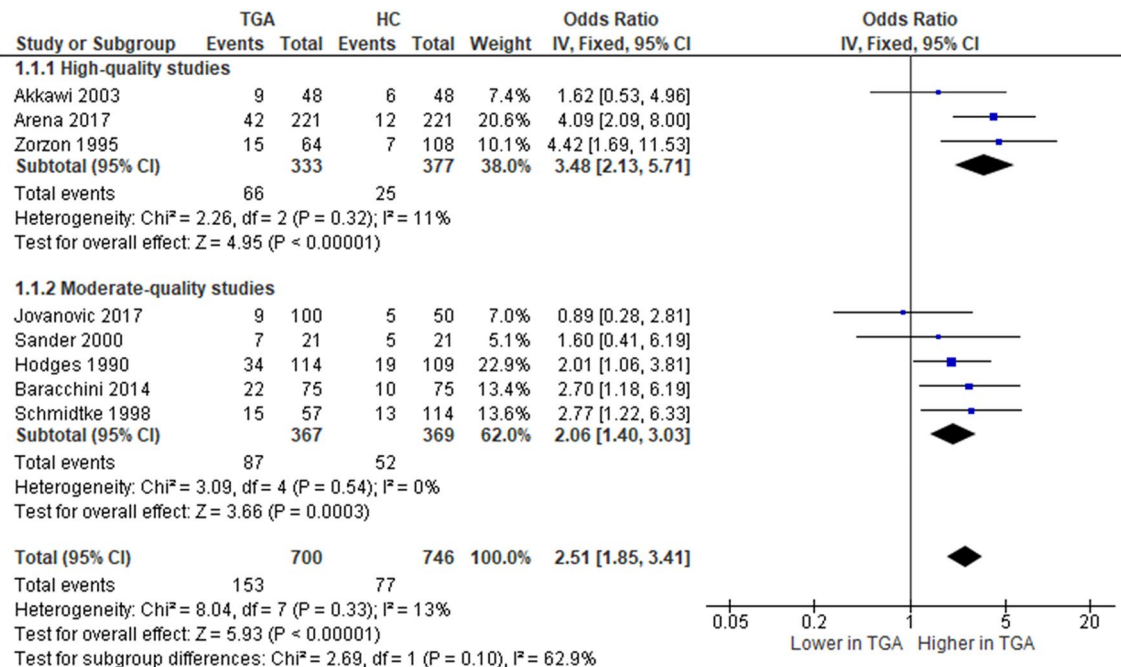 TGA HC Odds Ratio Odds Ratio
Study or Subgroup Events Total Events Total Weight IV, Fixed, 95% CI IV, Fixed, 95% CI
1.1.1 High-quality studies
Akkawi 2003 9 48 6 48 7.4% 1.62 [0.53, 4.96]
Arena 2017 42 221 12 221 20.6% 4.09 [2.09, 8.00]
Zorzon 1995 15 64 7 108 10.1% 4.42 [1.69, 11.53]
Subtotal (95% CI) 333 377 38.0% 3.48 [2.13, 5.71]
Total events 66 25
Heterogeneity: Chi² = 2.26, df = 2 (P = 0.32); I² = 11%
Test for overall effect: Z = 4.95 (P < 0.00001)
1.1.2 Moderate-quality studies
Jovanovic 2017 9 100 5 50 7.0% 0.89 [0.28, 2.81]
Sander 2000 7 21 5 21 5.1% 1.60 [0.41, 6.19]
Hodges 1990 34 114 19 109 22.9% 2.01 [1.06, 3.81]
Baracchini 2014 22 75 10 75 13.4% 2.70 [1.18, 6.19]
Schmidtke 1998 15 57 13 114 13.6% 2.77 [1.22, 6.33]
Subtotal (95% CI) 367 369 62.0% 2.06 [1.40, 3.03]
Total events 87 52
Heterogeneity: Chi² = 3.09, df = 4 (P = 0.54); I² = 0%
Test for overall effect: Z = 3.66 (P = 0.0003)
Total (95% CI) 700 746 100.0% 2.51 [1.85, 3.41]
Total events 153 77
Heterogeneity: Chi² = 8.04, df = 7 (P = 0.33); I² = 13%
Test for overall effect: Z = 5.93 (P < 0.00001)
Test for subgroup differences: Chi² = 2.69, df = 1 (P = 0.10), I² = 62.9%
0.05 0.2 1 5 20
Lower in TGA Higher in TGA